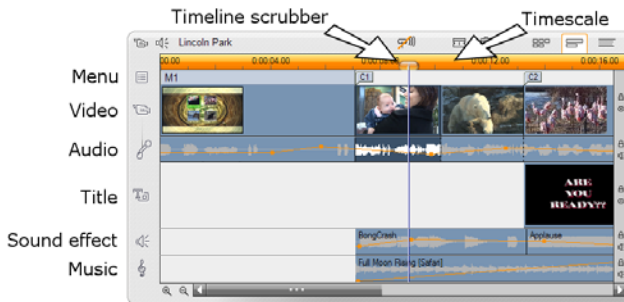 Timeline scrubber
Timescale
Lincoln Park
00.00 0:00:04.00 0:00:12.00 0:00:16.00
Menu
M1 C1 C2
Video
Audio
Title
ARE
YOU
READY??
Sound effect
BongCrash Applause
Music
Full Moon Rising [Safari]